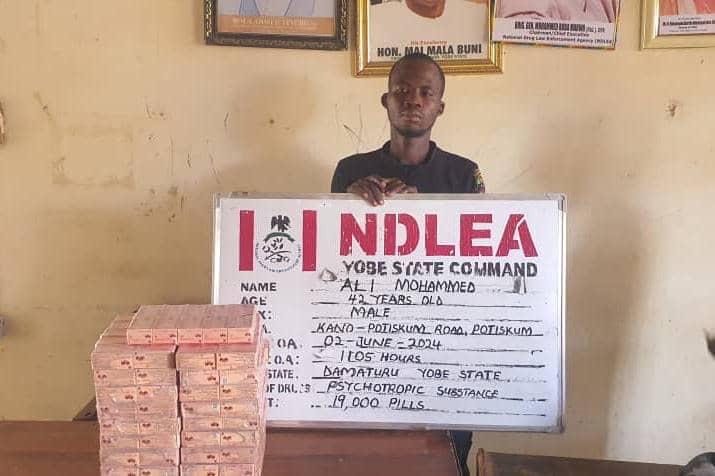 His Excellency
HON. MAI MALA BUNI
Chairman/Chief Executive
National Drug Law Enforcement Agency (NDLEA)
NDLEA
YOBE STATE COMMAND
NAME ALI MOHAMMED
AGE 42 YEARS OLD
MALE
KANO-POTISKUM ROAD, POTISKUM
02-JUNE-2024
1105 HOURS
STATE: DAMATURU YOBE STATE
PSYCHOTROPIC SUBSTANCE
19,000 PILLS